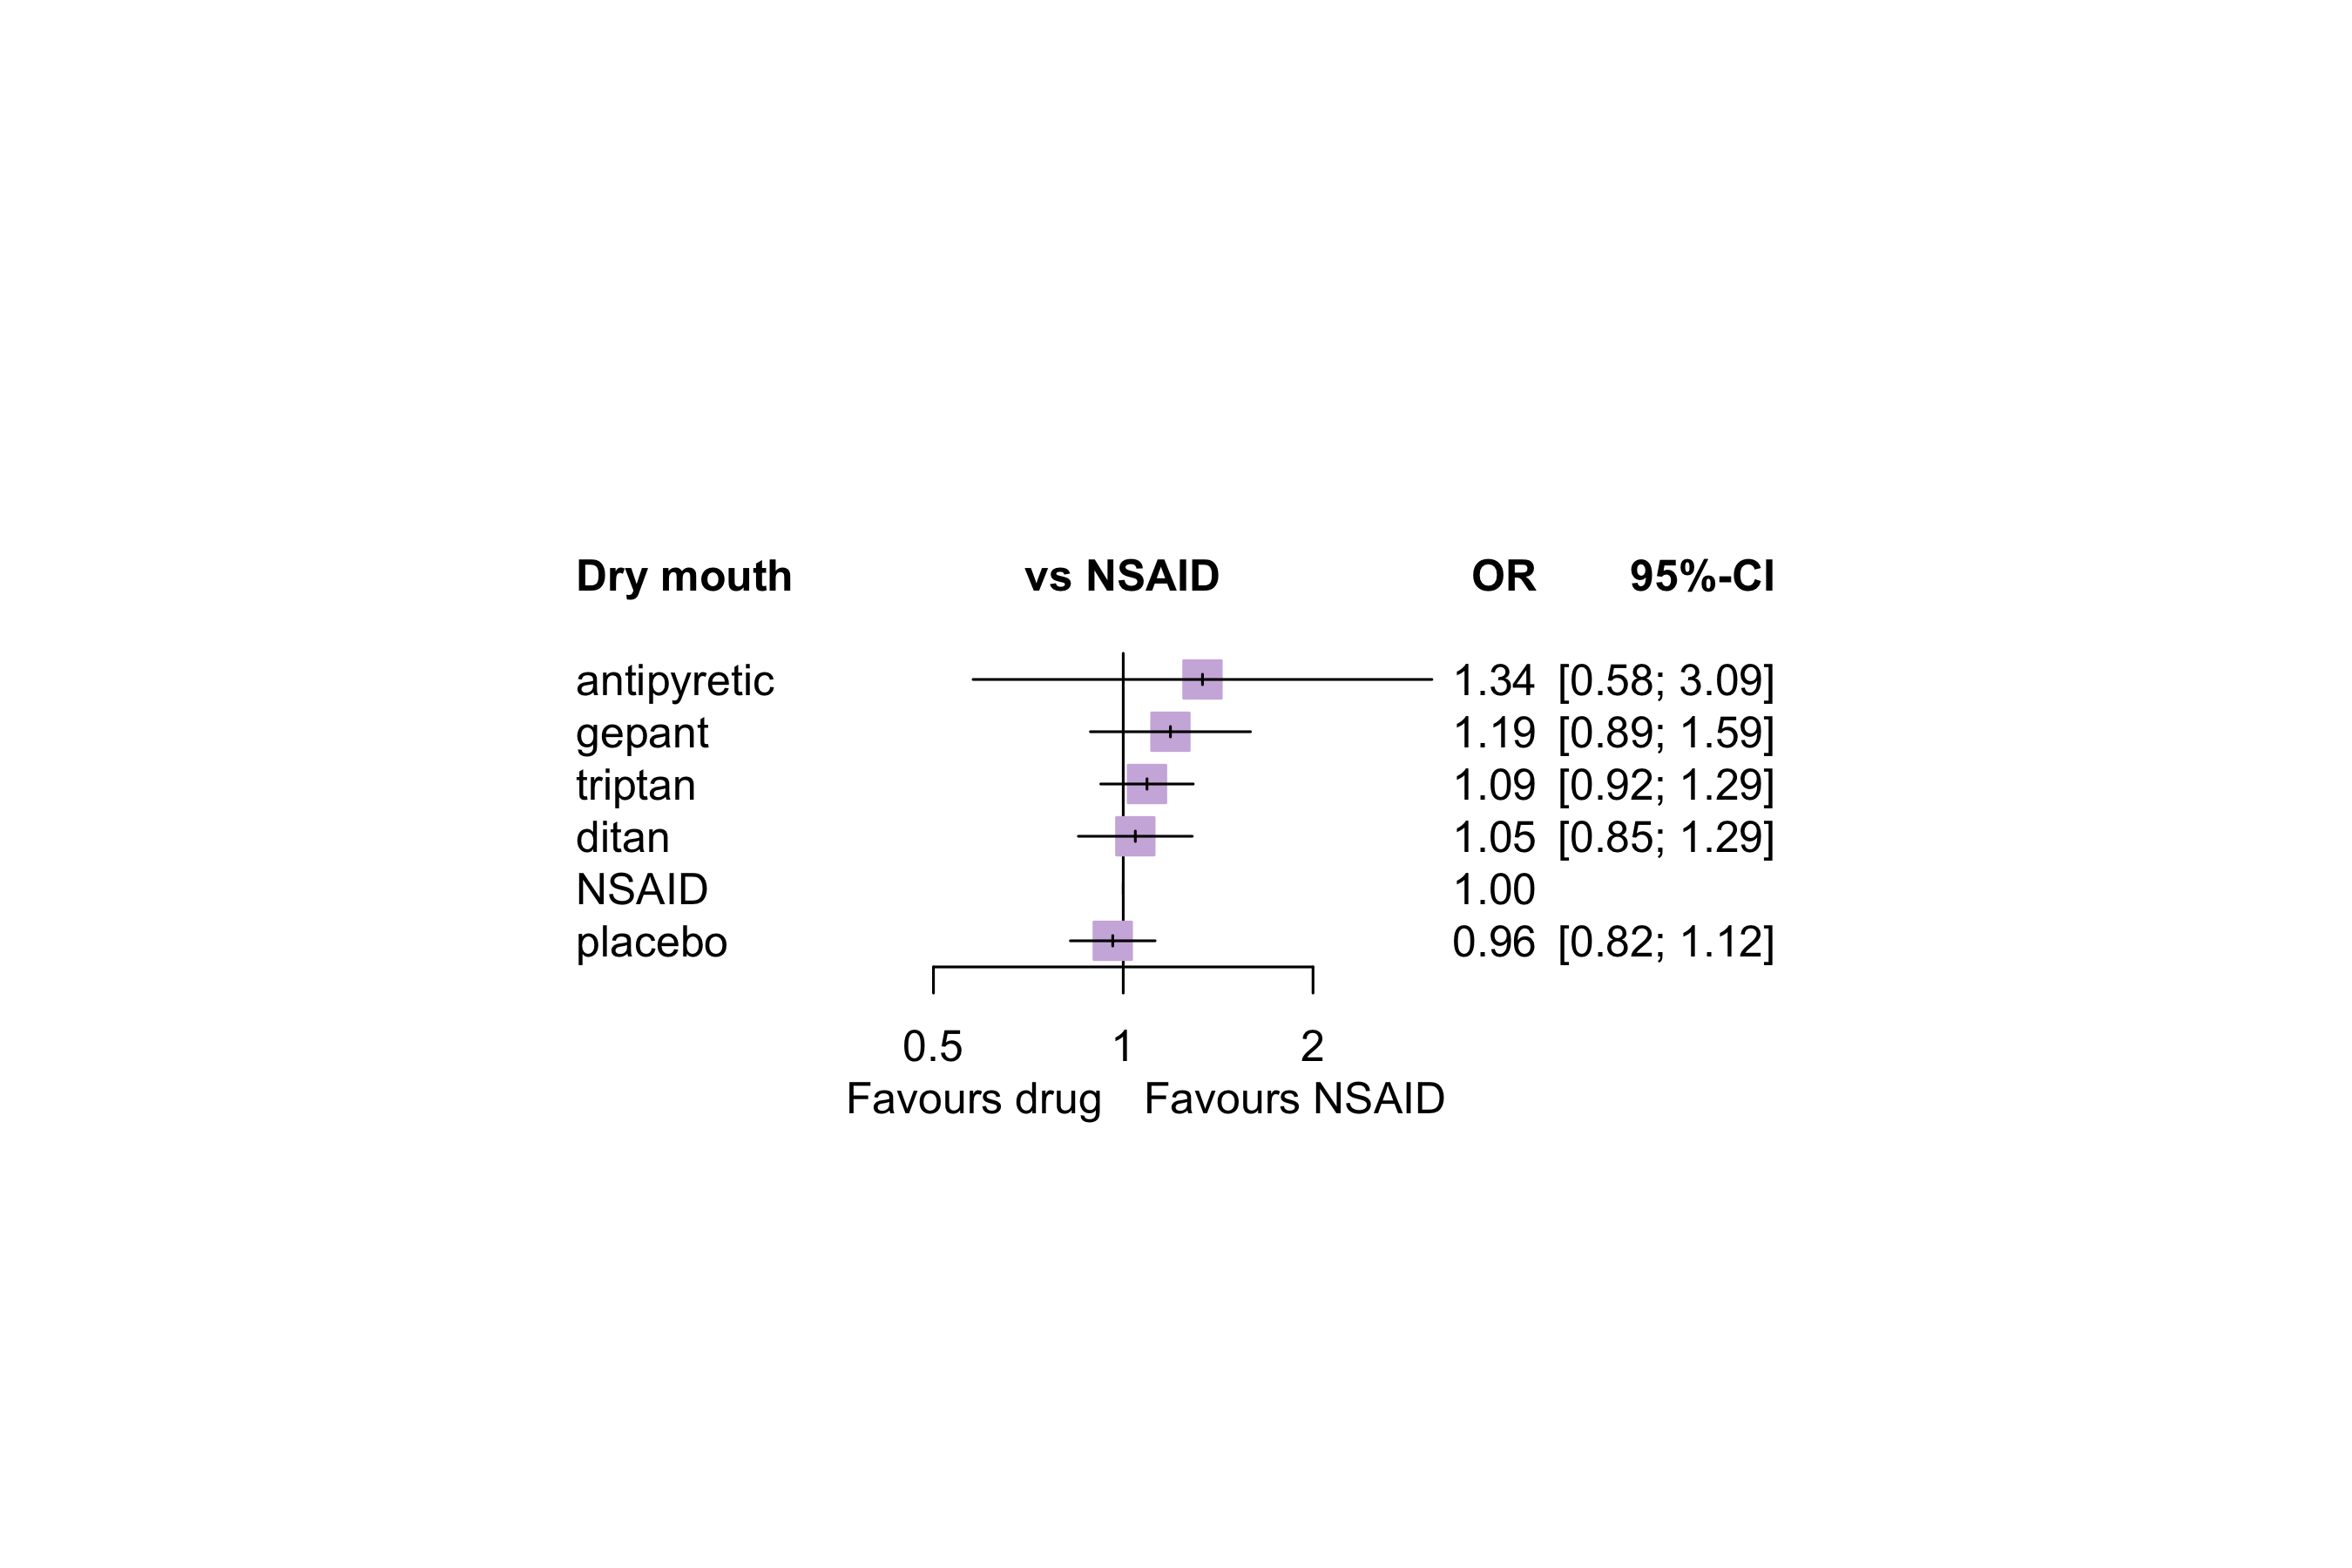 Dry mouth vs NSAID OR 95%-CI
antipyretic 1.34 [0.58; 3.09]
gepant 1.19 [0.89; 1.59]
triptan 1.09 [0.92; 1.29]
ditan 1.05 [0.85; 1.29]
NSAID 1.00
placebo 0.96 [0.82; 1.12]
0.5 1 2
Favours drug Favours NSAID